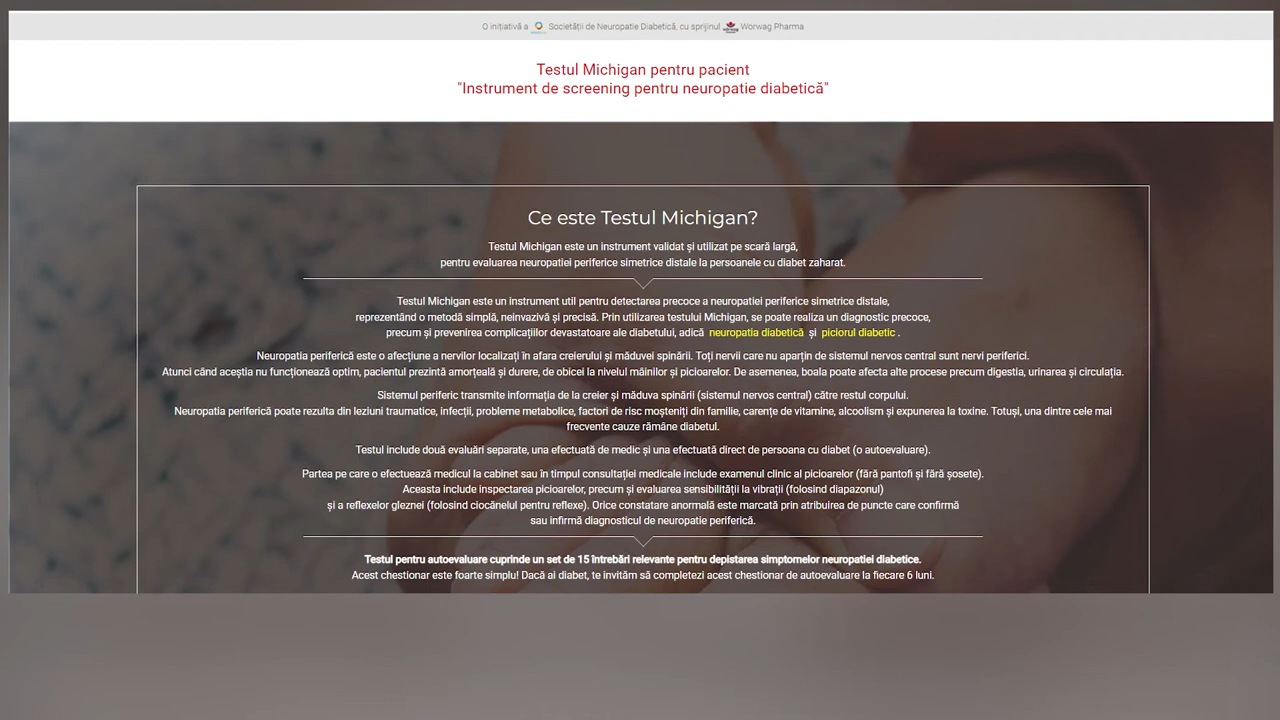 O inițiativă a Societății de Neuropatie Diabetică, cu sprijinul Worwag Pharma
Testul Michigan pentru pacient
"Instrument de screening pentru neuropatie diabetică"
Ce este Testul Michigan?
Testul Michigan este un instrument validat și utilizat pe scară largă,
pentru evaluarea neuropatiei periferice simetrice distale la persoanele cu diabet zaharat.
Testul Michigan este un instrument util pentru detectarea precoce a neuropatiei periferice simetrice distale,
reprezentând o metodă simplă, neinvazivă și precisă. Prin utilizarea testului Michigan, se poate realiza un diagnostic precoce,
precum și prevenirea complicațiilor devastatoare ale diabetului, adică neuropatia diabetică și piciorul diabetic .
Neuropatia periferică este o afecțiune a nervilor localizați în afara creierului și măduvei spinării. Toți nervii care nu aparțin de sistemul nervos central sunt nervi periferici.
Atunci când aceștia nu funcționează optim, pacientul prezintă amorțeală și durere, de obicei la nivelul mâinilor și picioarelor. De asemenea, boala poate afecta alte procese precum digestia, urinarea și circulația.
Sistemul periferic transmite informația de la creier și măduva spinării (sistemul nervos central) către restul corpului.
Neuropatia periferică poate rezulta din leziuni traumatice, infecții, probleme metabolice, factori de risc moșteniți din familie, carențe de vitamine, alcoolism și expunerea la toxine. Totuși, una dintre cele mai
frecvente cauze rămâne diabetul.
Testul include două evaluări separate, una efectuată de medic și una efectuată direct de persoana cu diabet (o autoevaluare).
Partea pe care o efectuează medicul la cabinet sau în timpul consultației medicale include examenul clinic al picioarelor (fără pantofi și fără șosete).
Aceasta include inspectarea picioarelor, precum și evaluarea sensibilității la vibrații (folosind diapazonul)
și a reflexelor gleznei (folosind ciocănelul pentru reflexe). Orice constatare anormală este marcată prin atribuirea de puncte care confirmă
sau infirmă diagnosticul de neuropatie periferică.
Testul pentru autoevaluare cuprinde un set de 15 întrebări relevante pentru depistarea simptomelor neuropatiei diabetice.
Acest chestionar este foarte simplu! Dacă ai diabet, te invităm să completezi acest chestionar de autoevaluare la fiecare 6 luni.